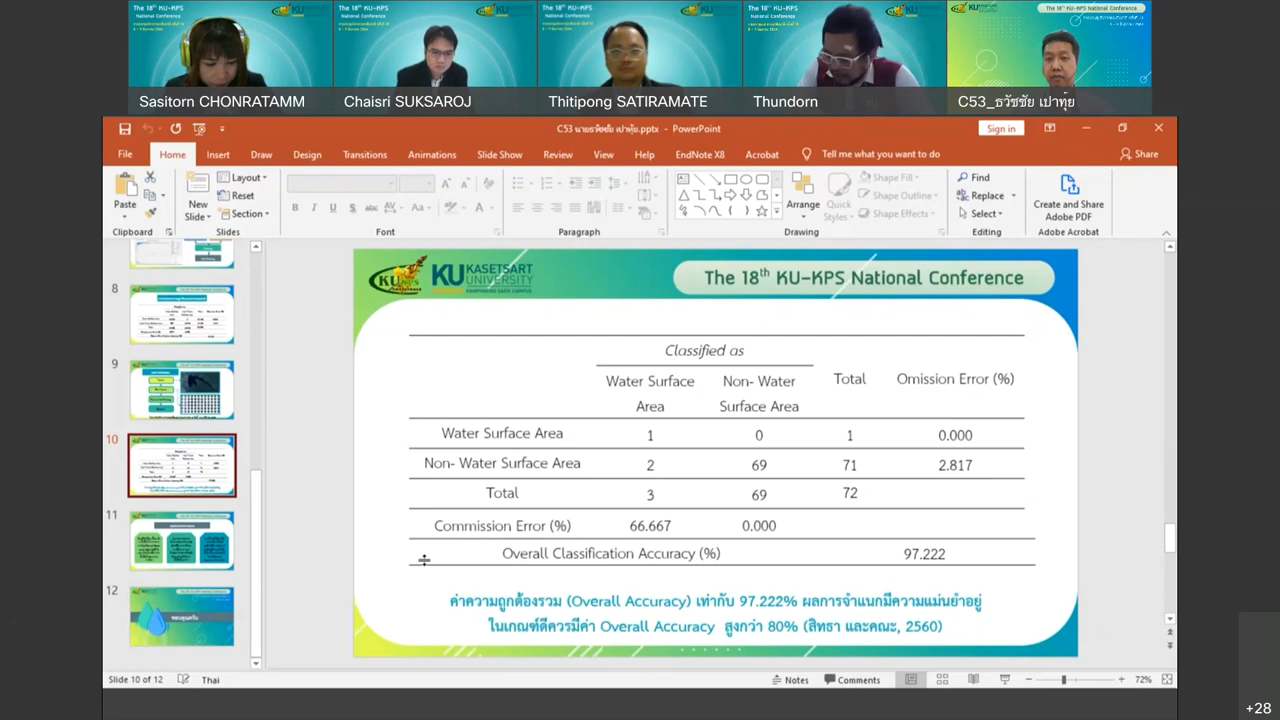 The 18th KU-KPS
National Conference
Sasitorn CHONRATAMM
Chaisri SUKSAROJ
Thitipong SATIRAMATE
Thundorn
C53_ธวัชชัย เปาทุ้ย
C53 นายธวัชชัย เปาทุ้ย.pptx - PowerPoint
Sign in
File Home Insert Draw Design Transitions Animations Slide Show Review View Help EndNote X8 Acrobat Tell me what you want to do Share
Paste
New
Slide
Layout
Reset
Section
Arrange
Quick
Styles
Shape Fill
Shape Outline
Shape Effects
Find
Replace
Select
Create and Share
Adobe PDF
Clipboard Slides Font Paragraph Drawing Editing Adobe Acrobat
8
9
10
11
12
KU KASETSART
UNIVERSITY
The 18th KU-KPS National Conference
Classified as
Water Surface Area Non- Water Surface Area Total Omission Error (%)
Water Surface Area 1 0 1 0.000
Non- Water Surface Area 2 69 71 2.817
Total 3 69 72
Commission Error (%) 66.667 0.000
Overall Classification Accuracy (%) 97.222
ค่าความถูกต้องรวม (Overall Accuracy) เท่ากับ 97.222% ผลการจำแนกมีความแม่นยำอยู่
ในเกณฑ์ดีควรมีค่า Overall Accuracy สูงกว่า 80% (สิทธา และคณะ, 2560)
Slide 10 of 12 Thai Notes Comments 72%
+28